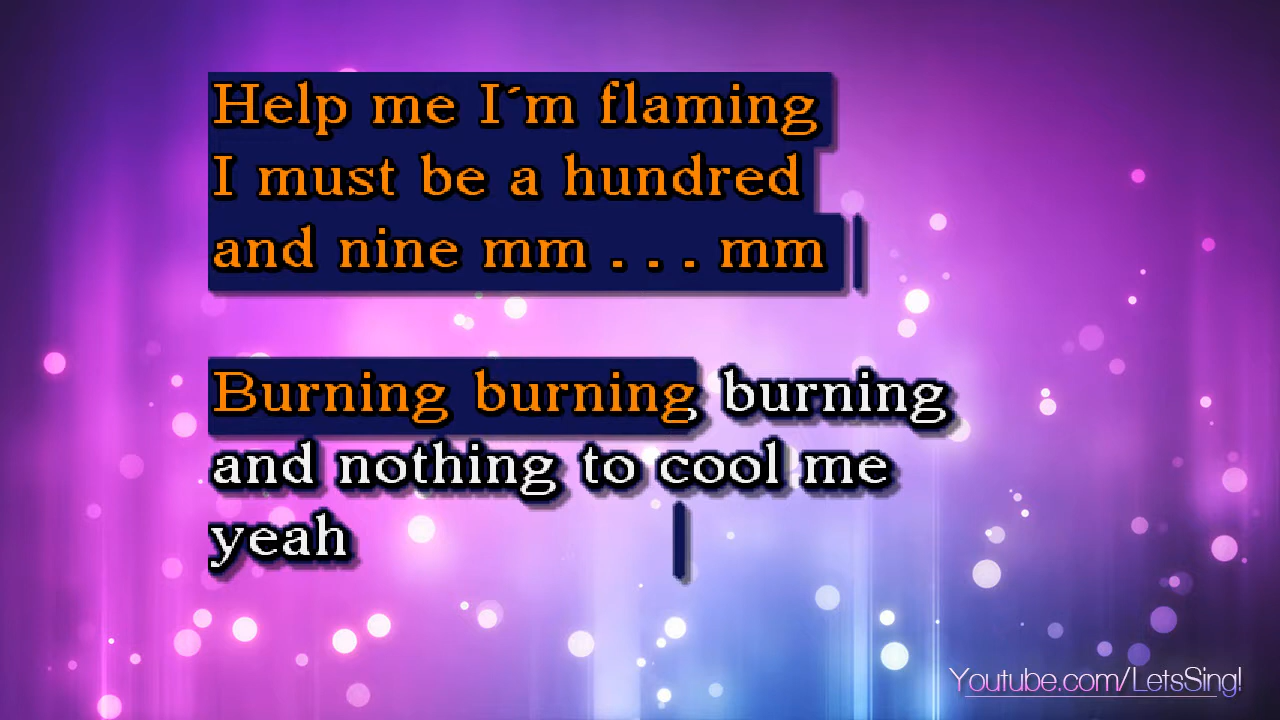 Help me I´m flaming
I must be a hundred
and nine mm . . . mm
Burning burning burning
and nothing to cool me
yeah
Youtube.com/LetsSing!